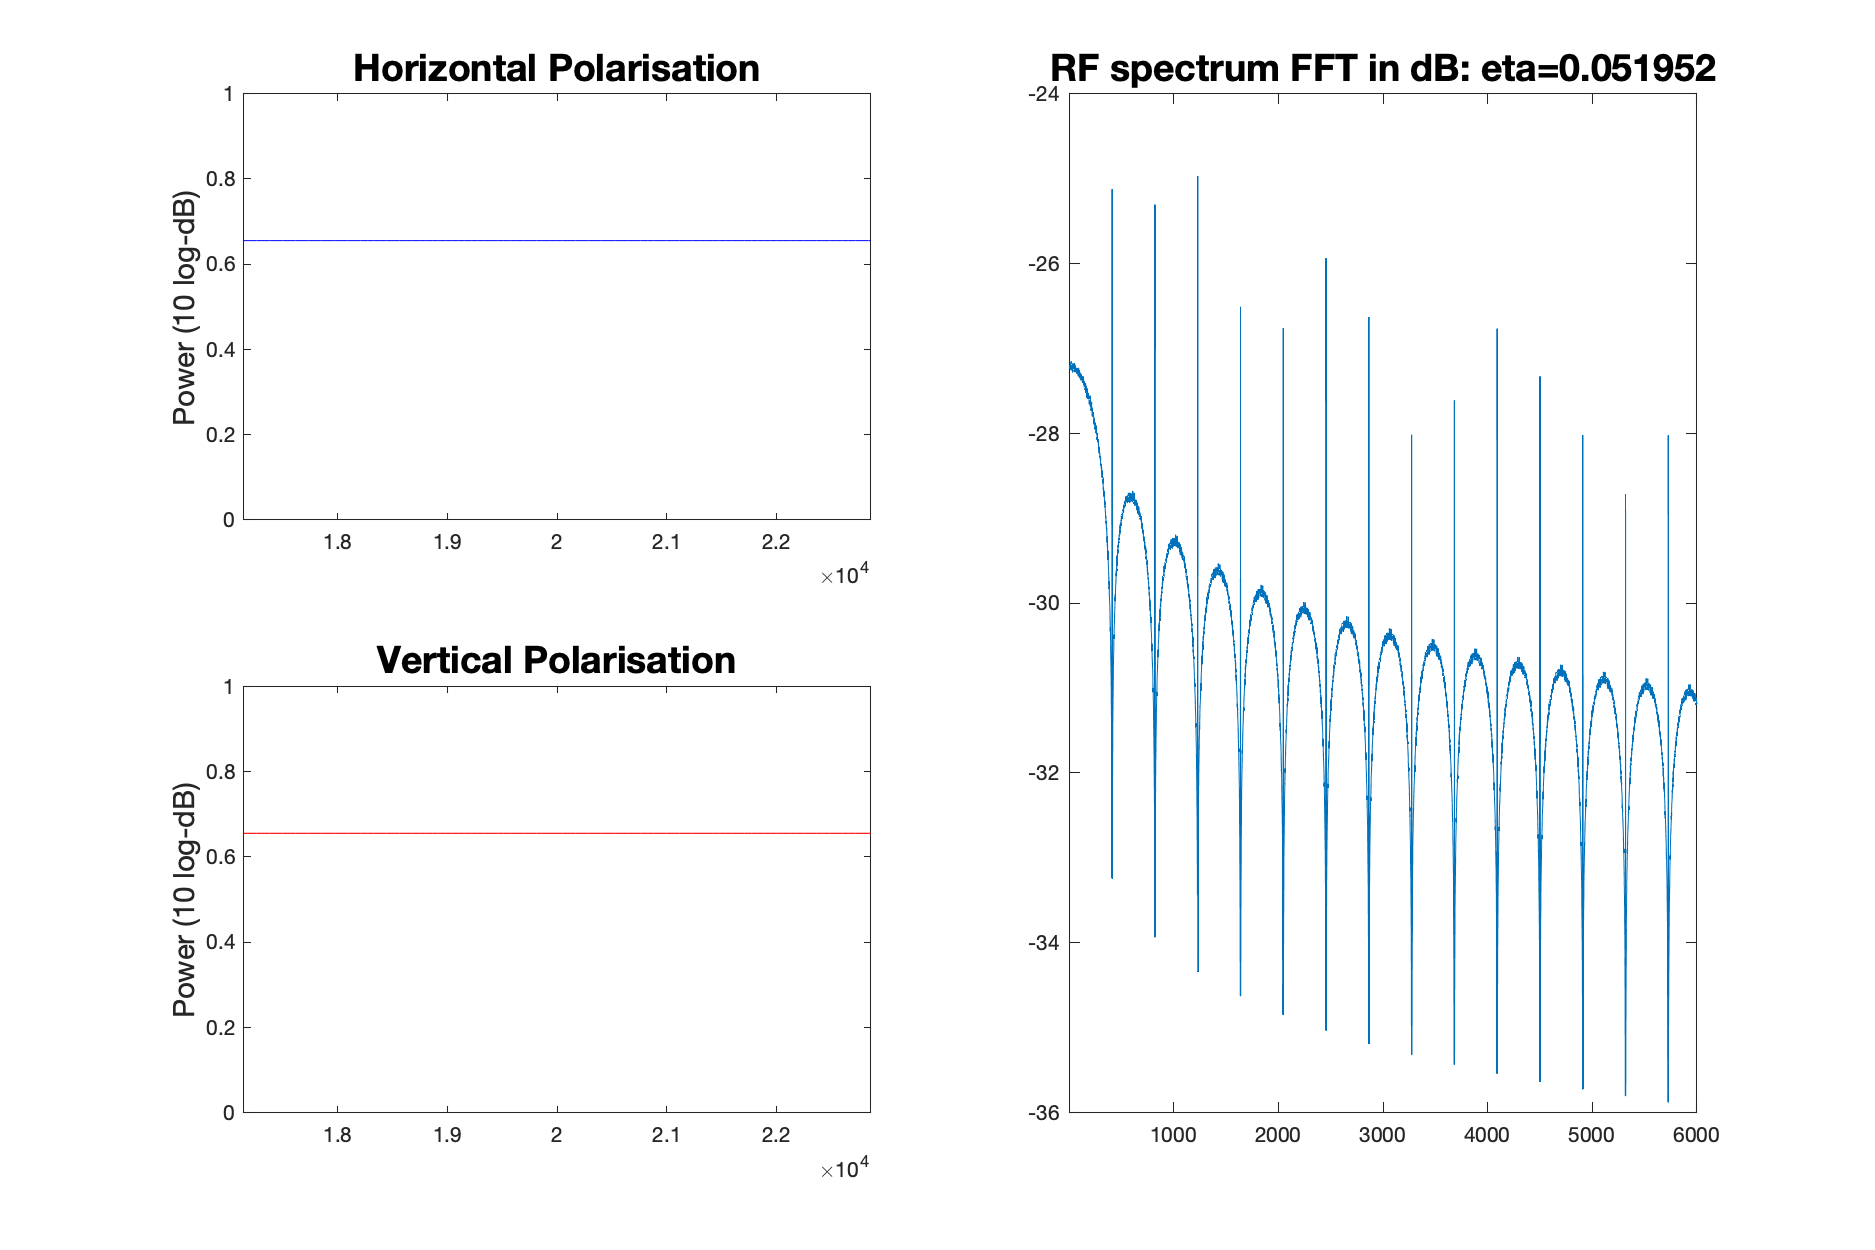 Horizontal Polarisation
Power (10 log-dB)
1
0.8
0.6
0.4
0.2
0
1.8 1.9 2 2.1 2.2
×10^4
Vertical Polarisation
Power (10 log-dB)
1
0.8
0.6
0.4
0.2
0
1.8 1.9 2 2.1 2.2
×10^4
RF spectrum FFT in dB: eta=0.051952
-24
-26
-28
-30
-32
-34
-36
1000 2000 3000 4000 5000 6000